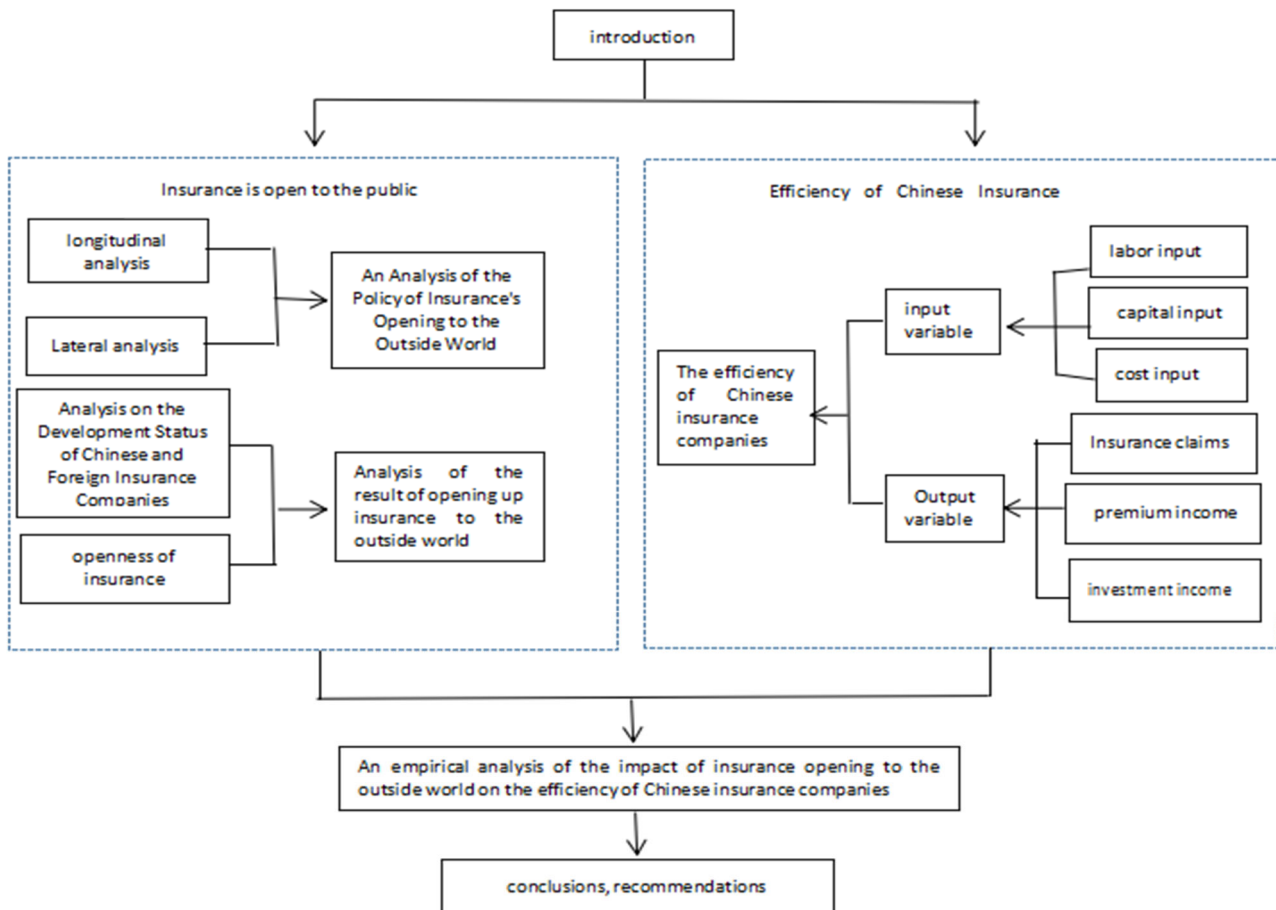 introduction
Insurance is open to the public
longitudinal
analysis
Lateral analysis
An Analysis of the
Policy of Insurance's
Opening to the
Outside World
Analysis on the
Development Status
of Chinese and
Foreign Insurance
Companies
openness of
insurance
Analysis of the
result of opening up
insurance to the
outside world
Efficiency of Chinese Insurance
The efficiency
of Chinese
insurance
companies
input
variable
labor input
capital input
cost input
Output
variable
Insurance claims
premium income
investment income
An empirical analysis of the impact of insurance opening to the
outside world on the efficiency of Chinese insurance companies
conclusions, recommendations